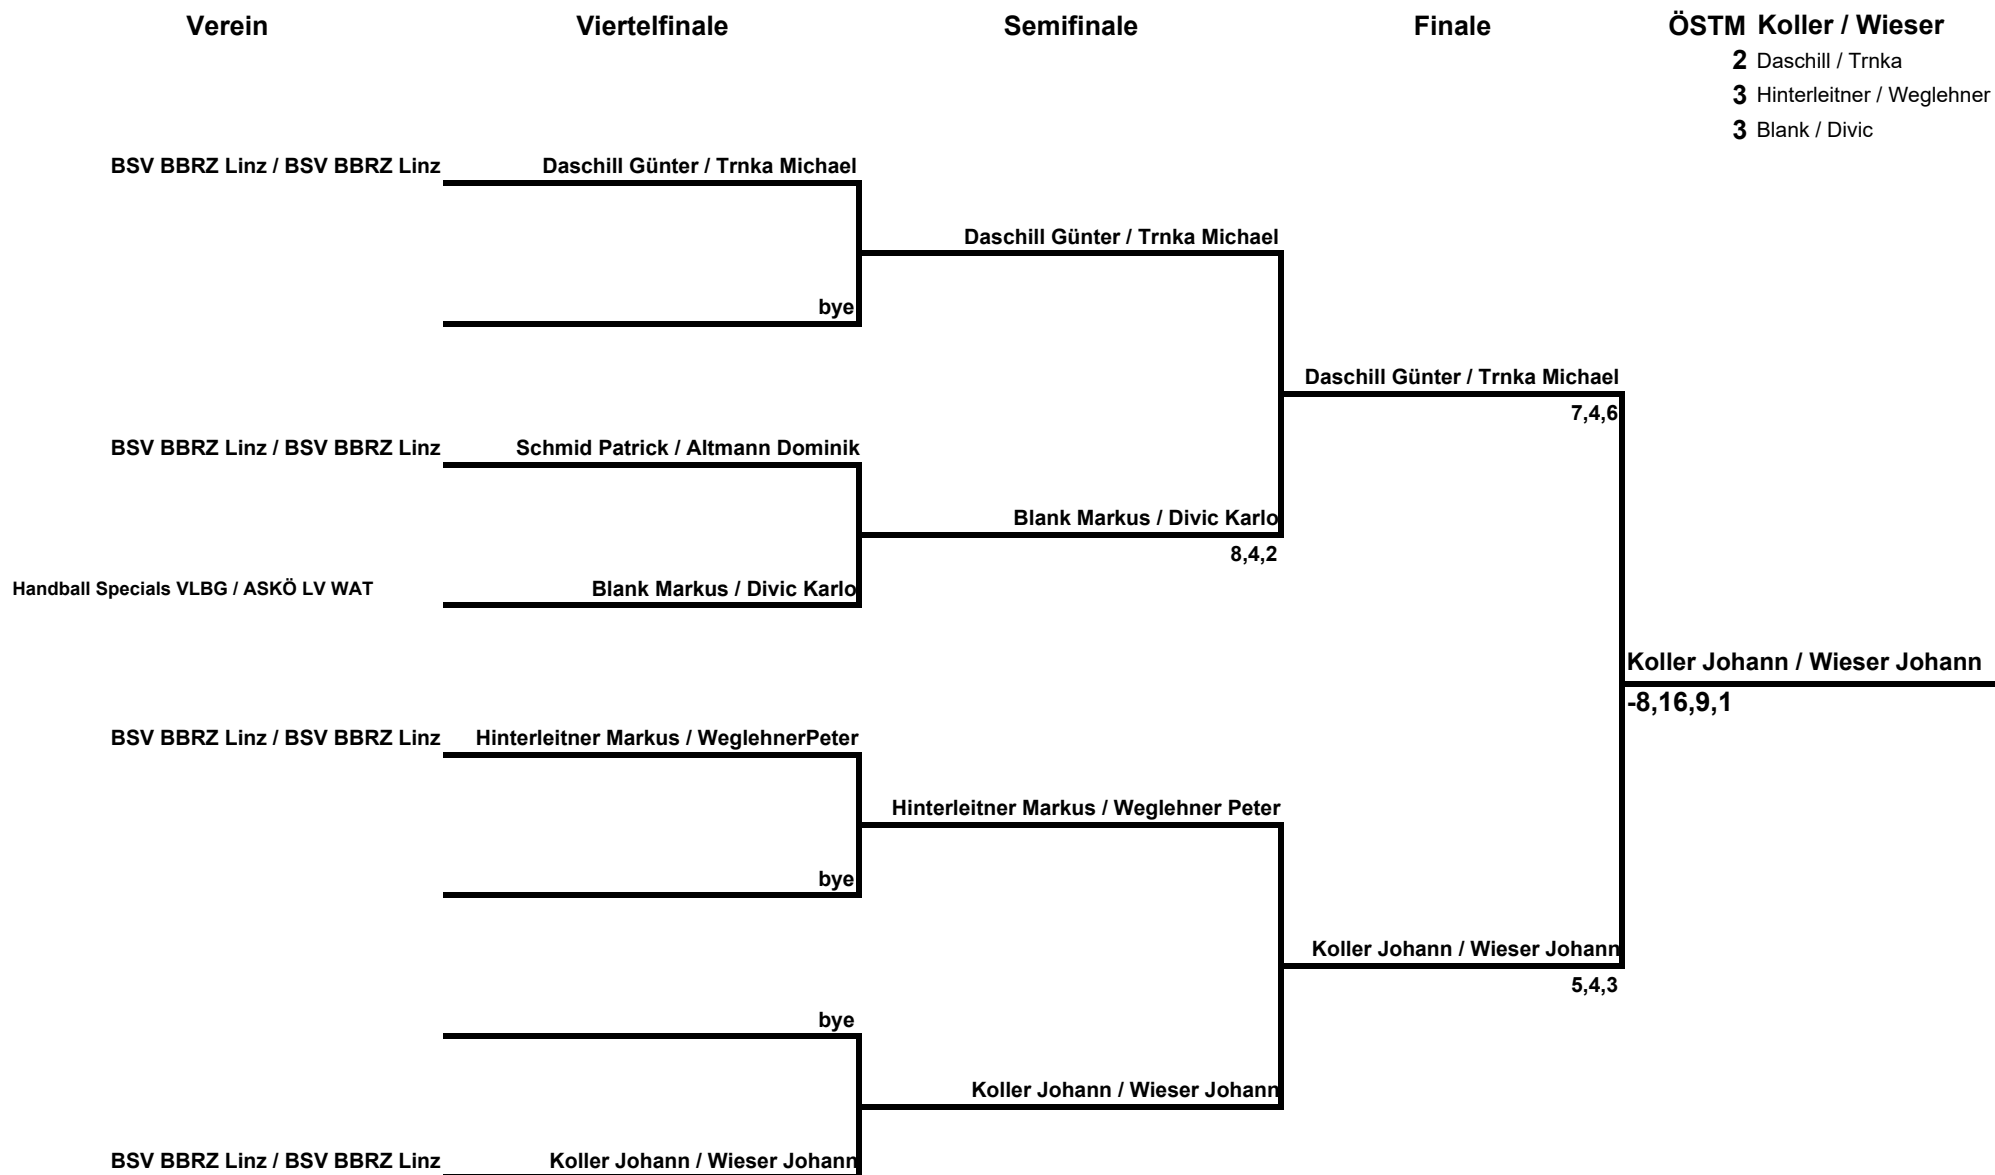 Verein Viertelfinale Semifinale Finale ÖSTM Koller / Wieser
2 Daschill / Trnka
3 Hinterleitner / Weglehner
3 Blank / Divic
BSV BBRZ Linz / BSV BBRZ Linz Daschill Günter / Trnka Michael
Daschill Günter / Trnka Michael
bye
Daschill Günter / Trnka Michael
7,4,6
BSV BBRZ Linz / BSV BBRZ Linz Schmid Patrick / Altmann Dominik
Blank Markus / Divic Karlo
8,4,2
Handball Specials VLBG / ASKÖ LV WAT Blank Markus / Divic Karlo
Koller Johann / Wieser Johann
-8,16,9,1
BSV BBRZ Linz / BSV BBRZ Linz Hinterleitner Markus / WeglehnerPeter
Hinterleitner Markus / Weglehner Peter
bye
Koller Johann / Wieser Johann
5,4,3
bye
Koller Johann / Wieser Johann
BSV BBRZ Linz / BSV BBRZ Linz Koller Johann / Wieser Johann